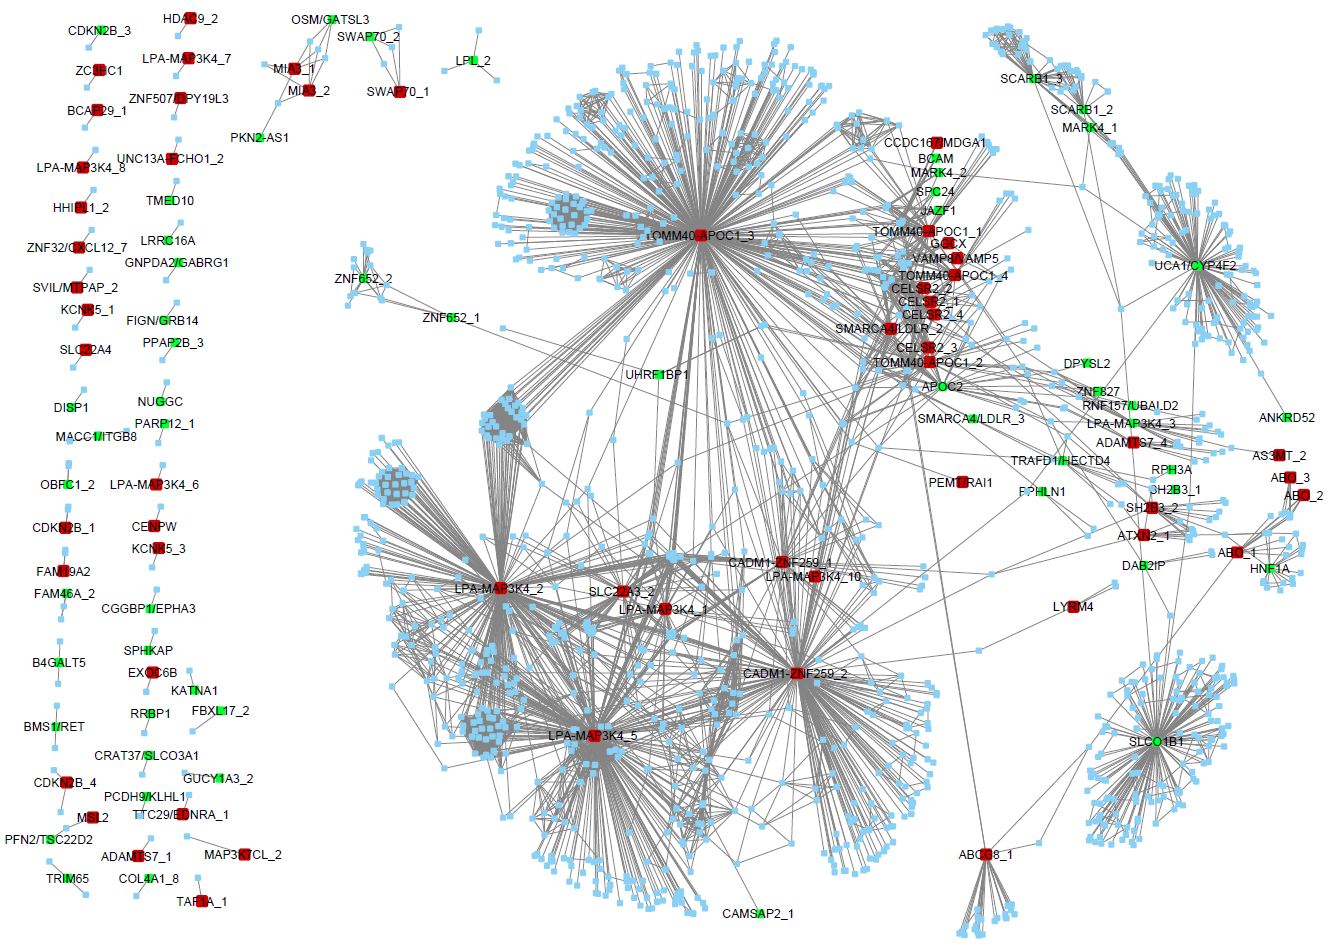 CDKN2B_3
ZC3HC1
BCAP29_1
LPA-MAP3K4_8
HHIPL1_2
ZNF32/CXCL12_7
SVIL/MTPAP_2
KCNK5_1
SLC22A4
DISP1
MACC1/ITGB8
OBFC1_2
CDKN2B_1
FAM19A2
FAM46A_2
B4GALT5
BMS1/RET
CDKN2B_4
MSL2
PFN2/TSC22D2
TRIM65
HDAC9_2
LPA-MAP3K4_7
ZNF507/DPY19L3
UNC13A-FCHO1_2
TMED10
LRRC16A
GNPDA2/GABRG1
FIGN/GRB14
PPAP2B_3
NUGGC
PARP12_1
LPA-MAP3K4_6
CENPW
KCNK5_3
CGGBP1/EPHA3
SPHKAP
EXOC6B
KATNA1
RRBP1
FBXL17_2
CRAT37/SLCO3A1
GUCY1A3_2
PCDH9/KLHL1
TTC29/EDNRA_1
ADAMTS7_1
MAP3K7CL_2
COL4A1_8
TAF1A_1
OSM/GATSL3
SWAP70_2
MIA3_1
MIA3_2
SWAP70_1
LPL_2
PKN2-AS1
ZNF652_2
ZNF652_1
TOMM40-APOC1_3
UHRF1BP1
CCDC167/MDGA1
BCAM
MARK4_2
SPC24
JAZF1
TOMM40-APOC1_1
GGCX
VAMP8/VAMP5
TOMM40-APOC1_4
CELSR2_2
CELSR2_1
CELSR2_4
SMARCA4/LDLR_2
CELSR2_3
TOMM40-APOC1_2
APOC2
SMARCA4/LDLR_3
SCARB1_3
SCARB1_2
MARK4_1
UCA1/CYP4F2
DPYSL2
ZNF827
RNF157/UBALD2
LPA-MAP3K4_3
ADAMTS7_4
ANKRD52
TRAFD1/HECTD4
RPH3A
AS3MT_2
ABO_3
ABO_2
PEMT/RAI1
PPHLN1
SH2B3_1
SH2B3_2
ATXN2_1
ABO_1
DAB2IP
HNF1A
LYRM4
CADM1-ZNF259_1
LPA-MAP3K4_10
LPA-MAP3K4_2
SLC22A3_2
LPA-MAP3K4_1
CADM1-ZNF259_2
LPA-MAP3K4_5
SLCO1B1
ABCG8_1
CAMSAP2_1